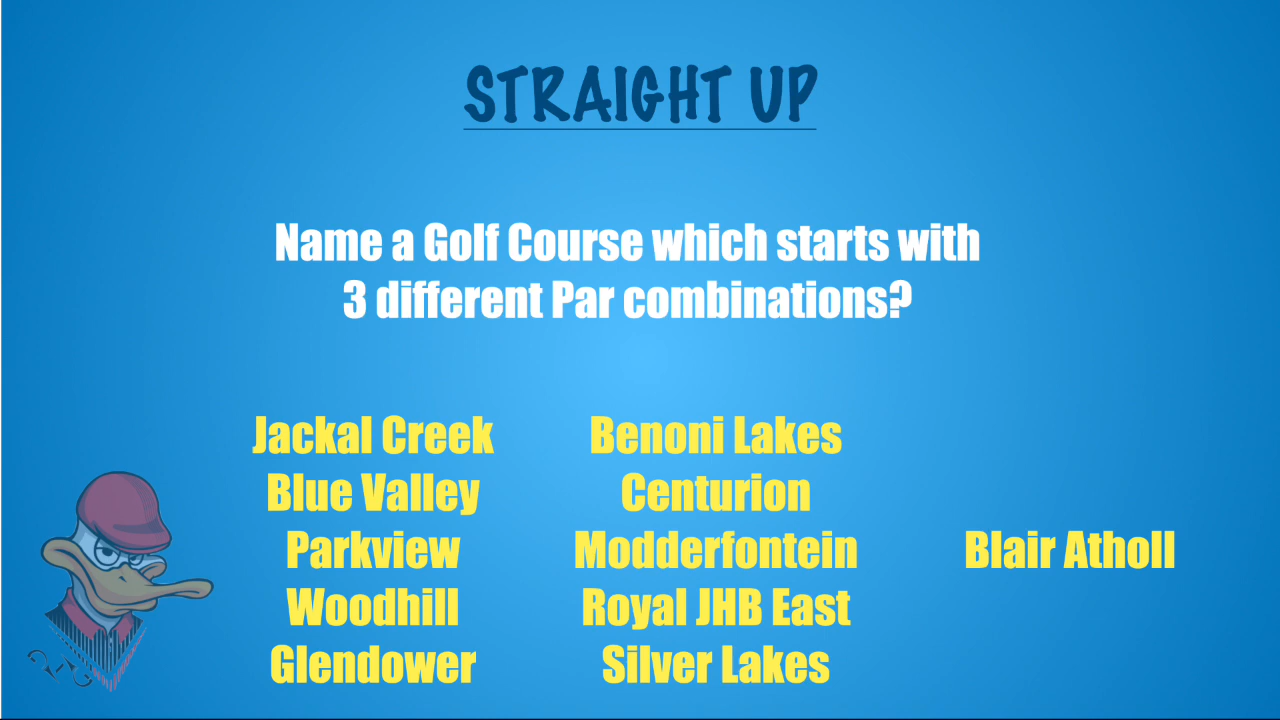 STRAIGHT UP
Name a Golf Course which starts with
3 different Par combinations?
Jackal Creek
Blue Valley
Parkview
Woodhill
Glendower
Benoni Lakes
Centurion
Modderfontein
Royal JHB East
Silver Lakes
Blair Atholl